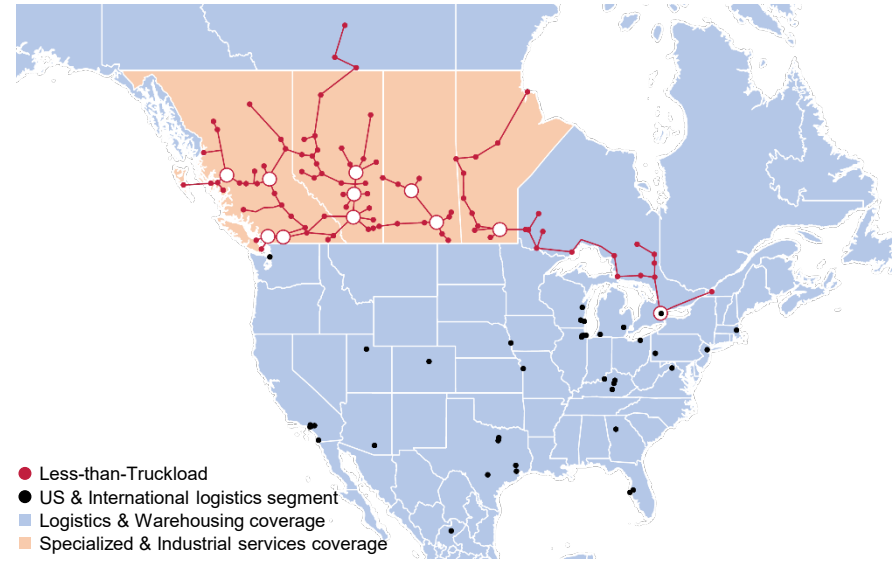 Less-than-Truckload
US & International logistics segment
Logistics & Warehousing coverage
Specialized & Industrial services coverage